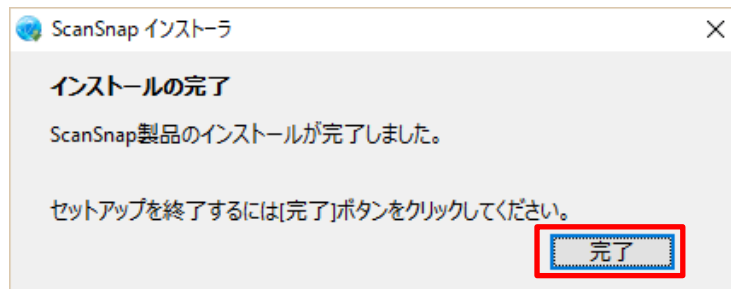 ScanSnap インストーラ
インストールの完了
ScanSnap製品のインストールが完了しました。
セットアップを終了するには[完了]ボタンをクリックしてください。
完了